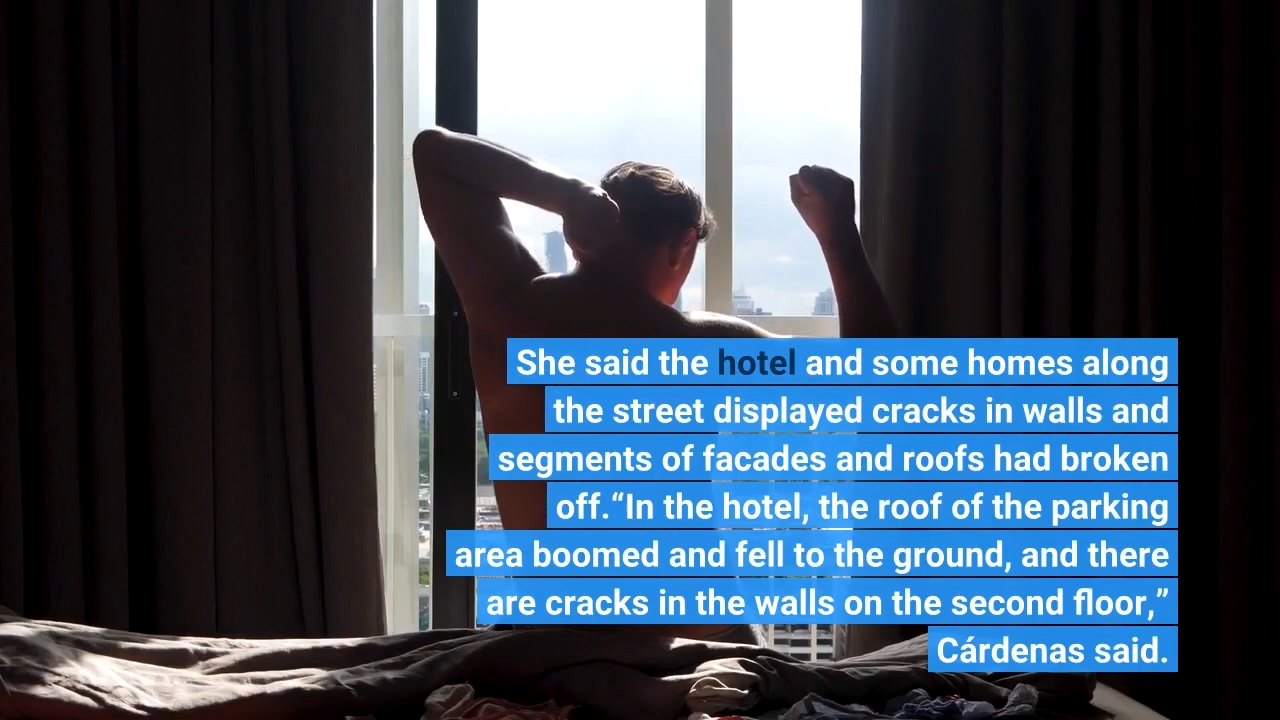 She said the hotel and some homes along
the street displayed cracks in walls and
segments of facades and roofs had broken
off.“In the hotel, the roof of the parking
area boomed and fell to the ground, and there
are cracks in the walls on the second floor,”
Cárdenas said.